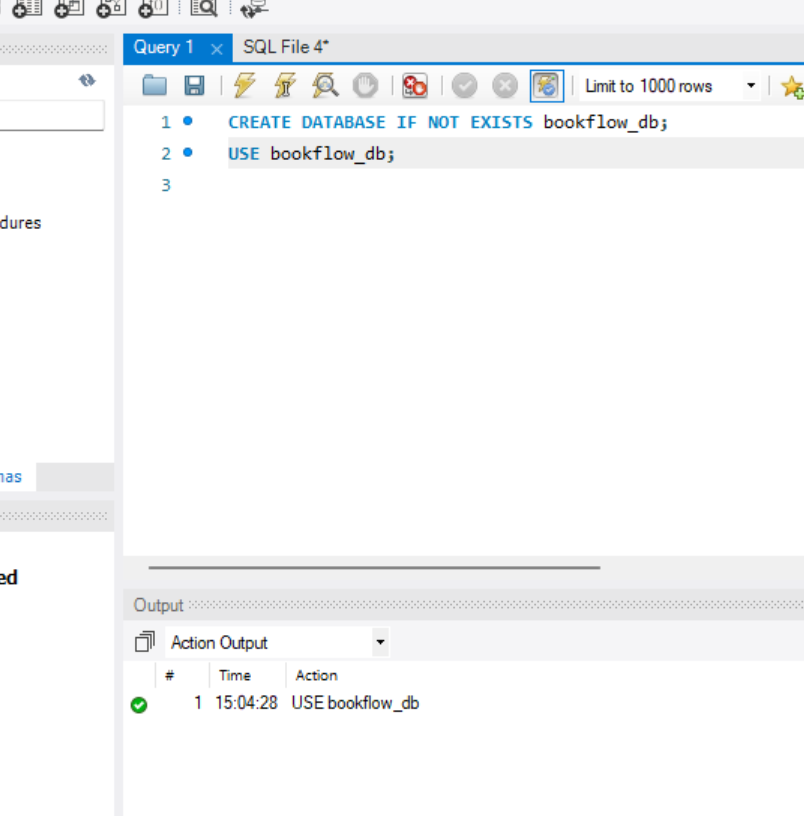 Query 1
SQL File 4*
Limit to 1000 rows
1 CREATE DATABASE IF NOT EXISTS bookflow_db;
2 USE bookflow_db;
3
dures
nas
ed
Output
Action Output
# Time Action
1 15:04:28 USE bookflow_db